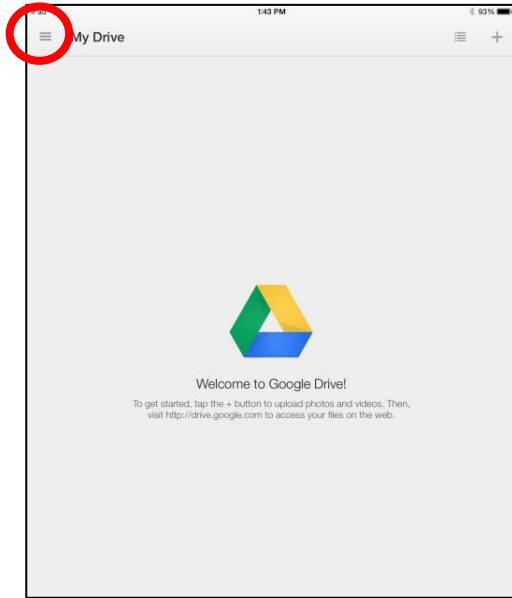 1:43 PM 93%
My Drive
Welcome to Google Drive!
To get started, tap the + button to upload photos and videos. Then,
visit http://drive.google.com to access your files on the web.